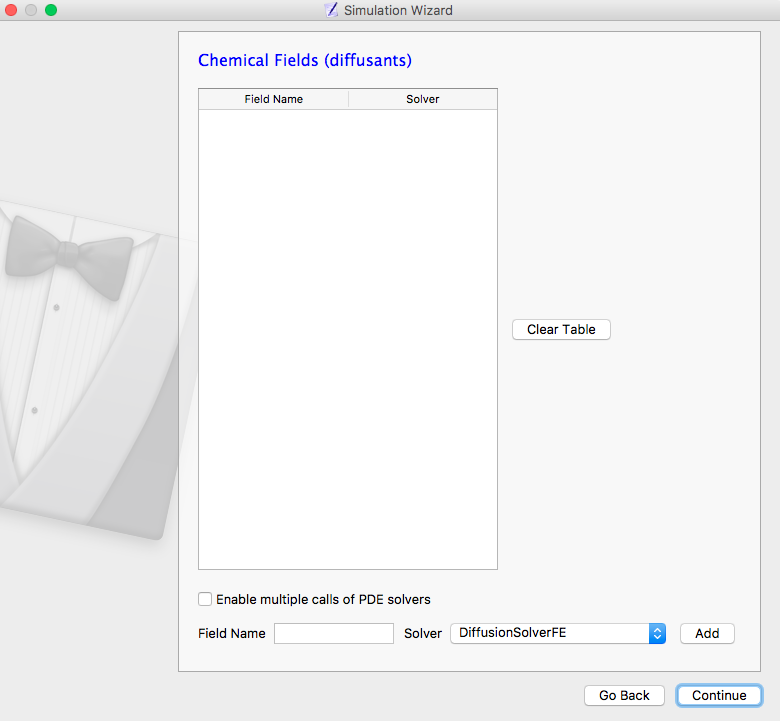 Simulation Wizard
Chemical Fields (diffusants)
Field Name Solver
Clear Table
Enable multiple calls of PDE solvers
Field Name Solver DiffusionSolverFE Add
Go Back Continue